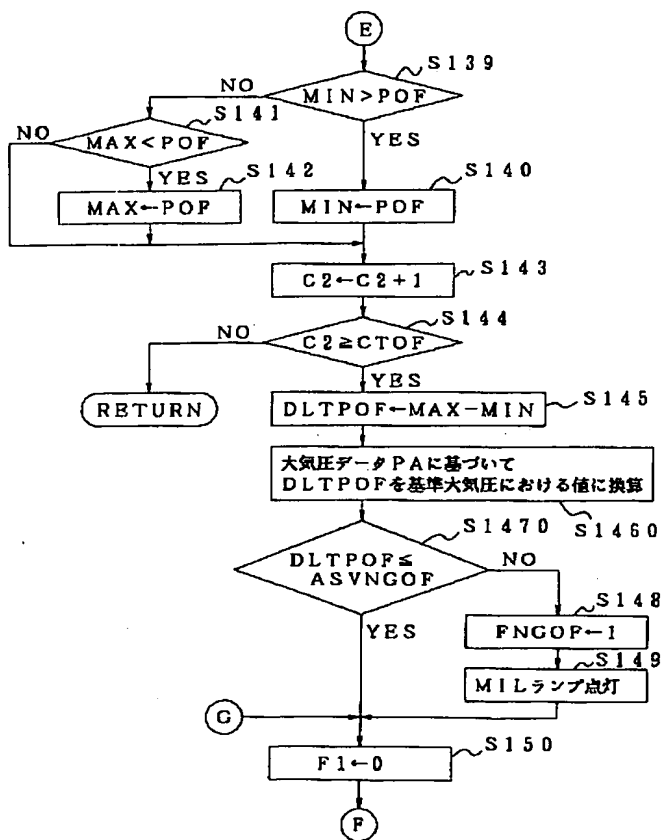 E
S139
MIN>POF
NO
YES
S141
MAX<POF
NO
YES
S142
MAX←POF
S140
MIN←POF
S143
C2←C2+1
S144
C2≧CTOF
NO
YES
RETURN
S145
DLTPOF←MAX−MIN
大気圧データPAに基づいて
DLTPOFを基準大気圧における値に換算
S1460
S1470
DLTPOF≦
ASVNGOF
NO
YES
S148
FNGOF←1
S149
MILランプ点灯
G
S150
F1←0
F